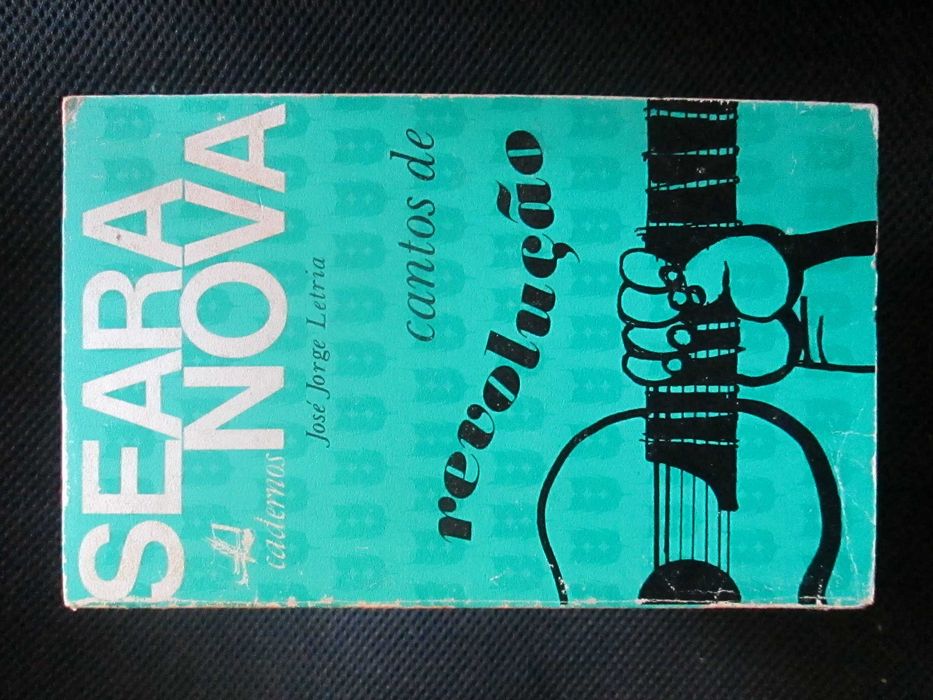 SEARA
NOVA
cadernos
José Jorge Letria
cantos de
revolução